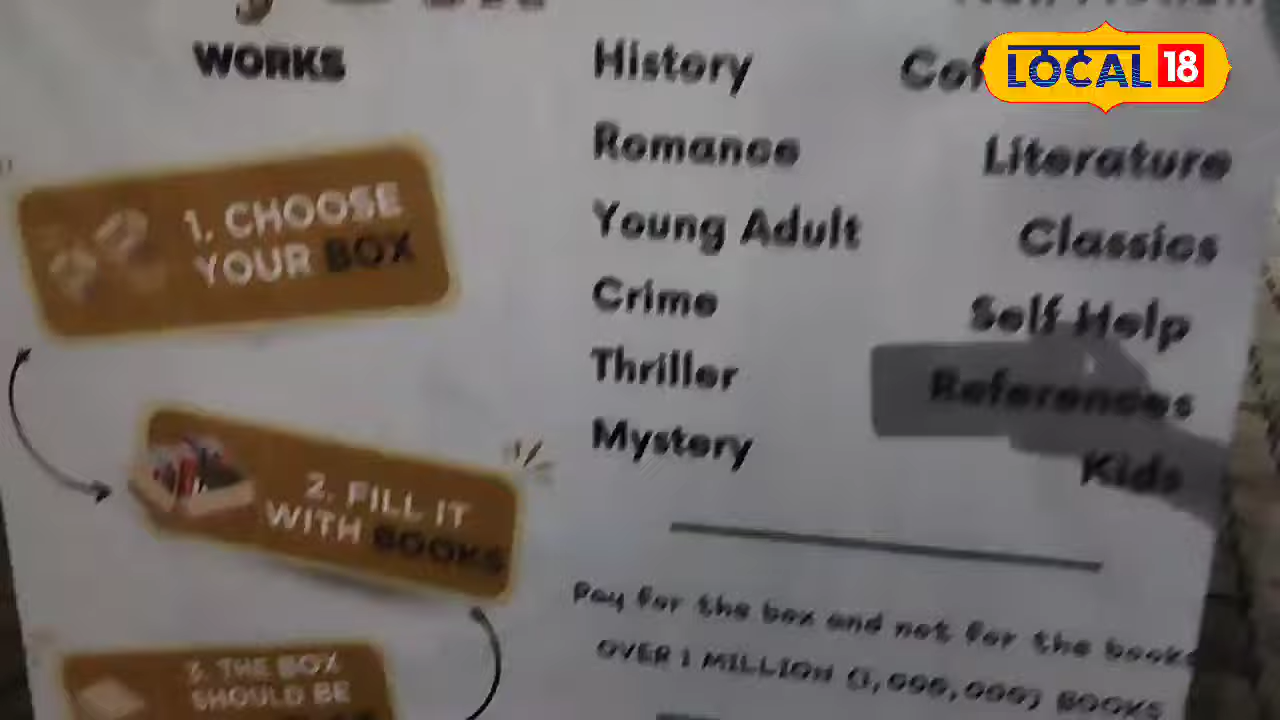 WORKS
1. CHOOSE
YOUR BOX
2. FILL IT
WITH BOOKS
3. THE BOX
SHOULD BE
History
Romance
Young Adult
Crime
Thriller
Mystery
LOCAL 18
Literature
Classics
Self Help
References
Kids
Pay for the box and not for the books
OVER 1 MILLION (1,000,000) BOOKS